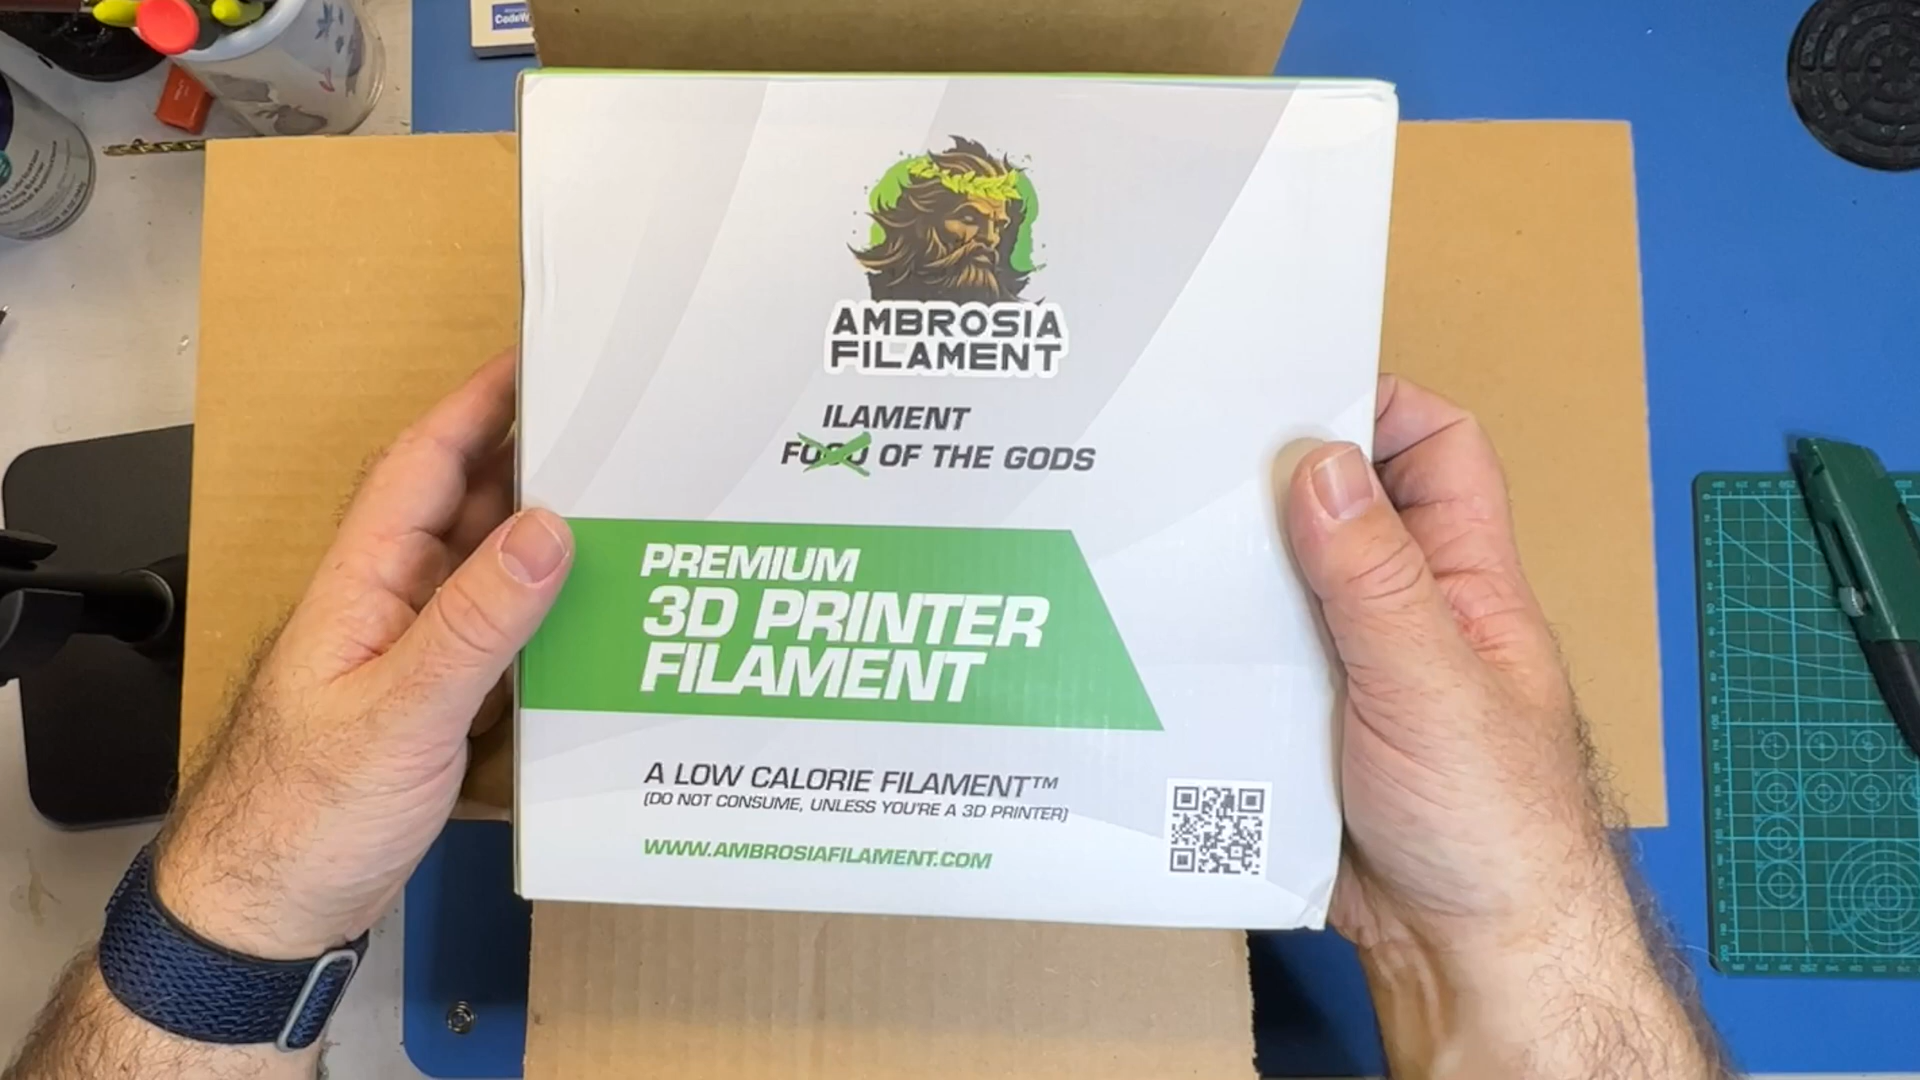 CodeW
AMBROSIA
FILAMENT
ILAMENT
FOOD OF THE GODS
PREMIUM
3D PRINTER
FILAMENT
A LOW CALORIE FILAMENT™
(DO NOT CONSUME, UNLESS YOU'RE A 3D PRINTER)
WWW.AMBROSIAFILAMENT.COM